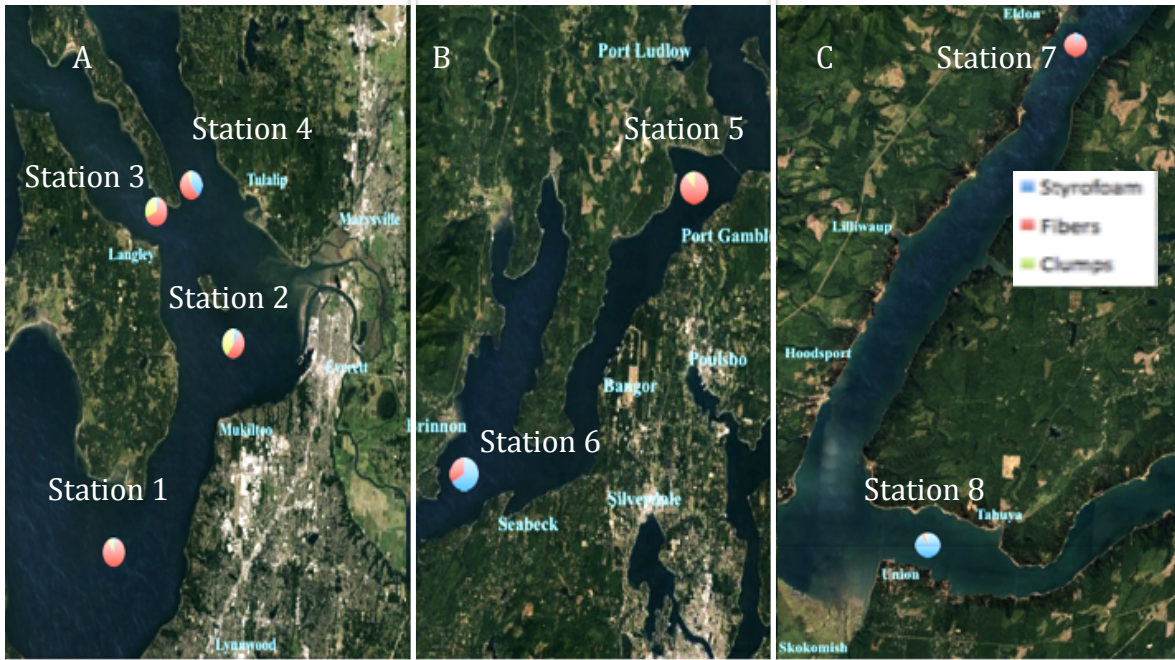 A
Station 4
Station 3
Tulalip
Marysville
Langley
Station 2
Everett
Mukilteo
Station 1
Lynnwood
B
Port Ludlow
Station 5
Port Gambl
Poulsbo
Bangor
Brinnon
Station 6
Silverdale
Seabeck
C
Eldon
Station 7
Styrofoam
Fibers
Clumps
Lilliwaup
Hoodsport
Station 8
Tahuya
Union
Skokomish